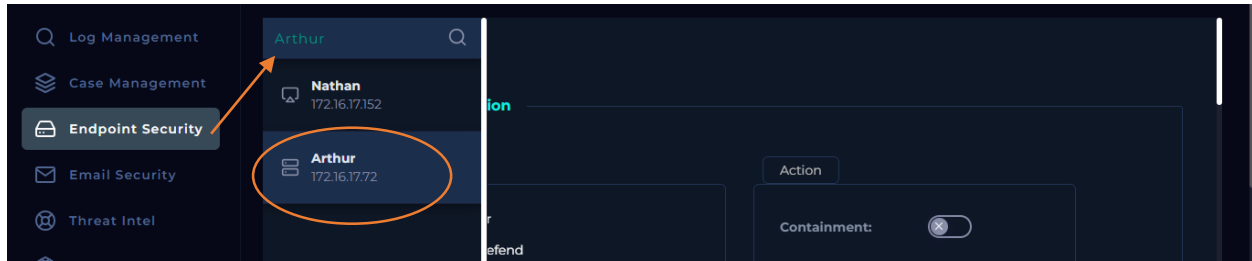 Log Management
Case Management
Endpoint Security
Email Security
Threat Intel
Arthur
Nathan
172.16.17.152
Arthur
172.16.17.72
ion
r
efend
Action
Containment: